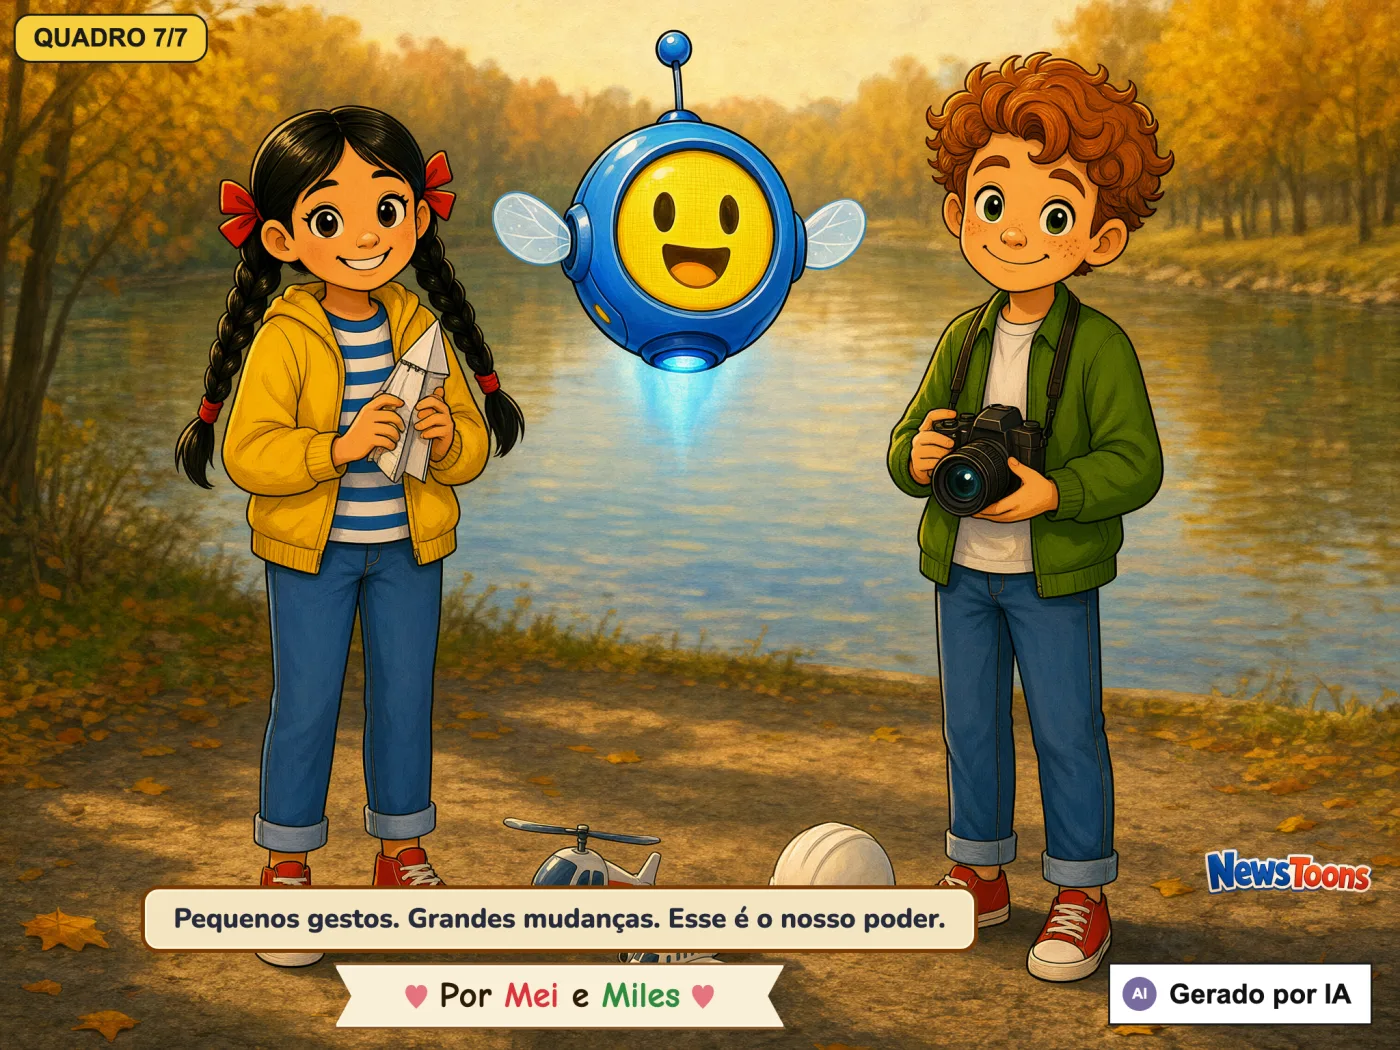 QUADRO 7/7
NewsToons
Pequenos gestos. Grandes mudanças. Esse é o nosso poder.
Por Mei e Miles
AI Gerado por IA